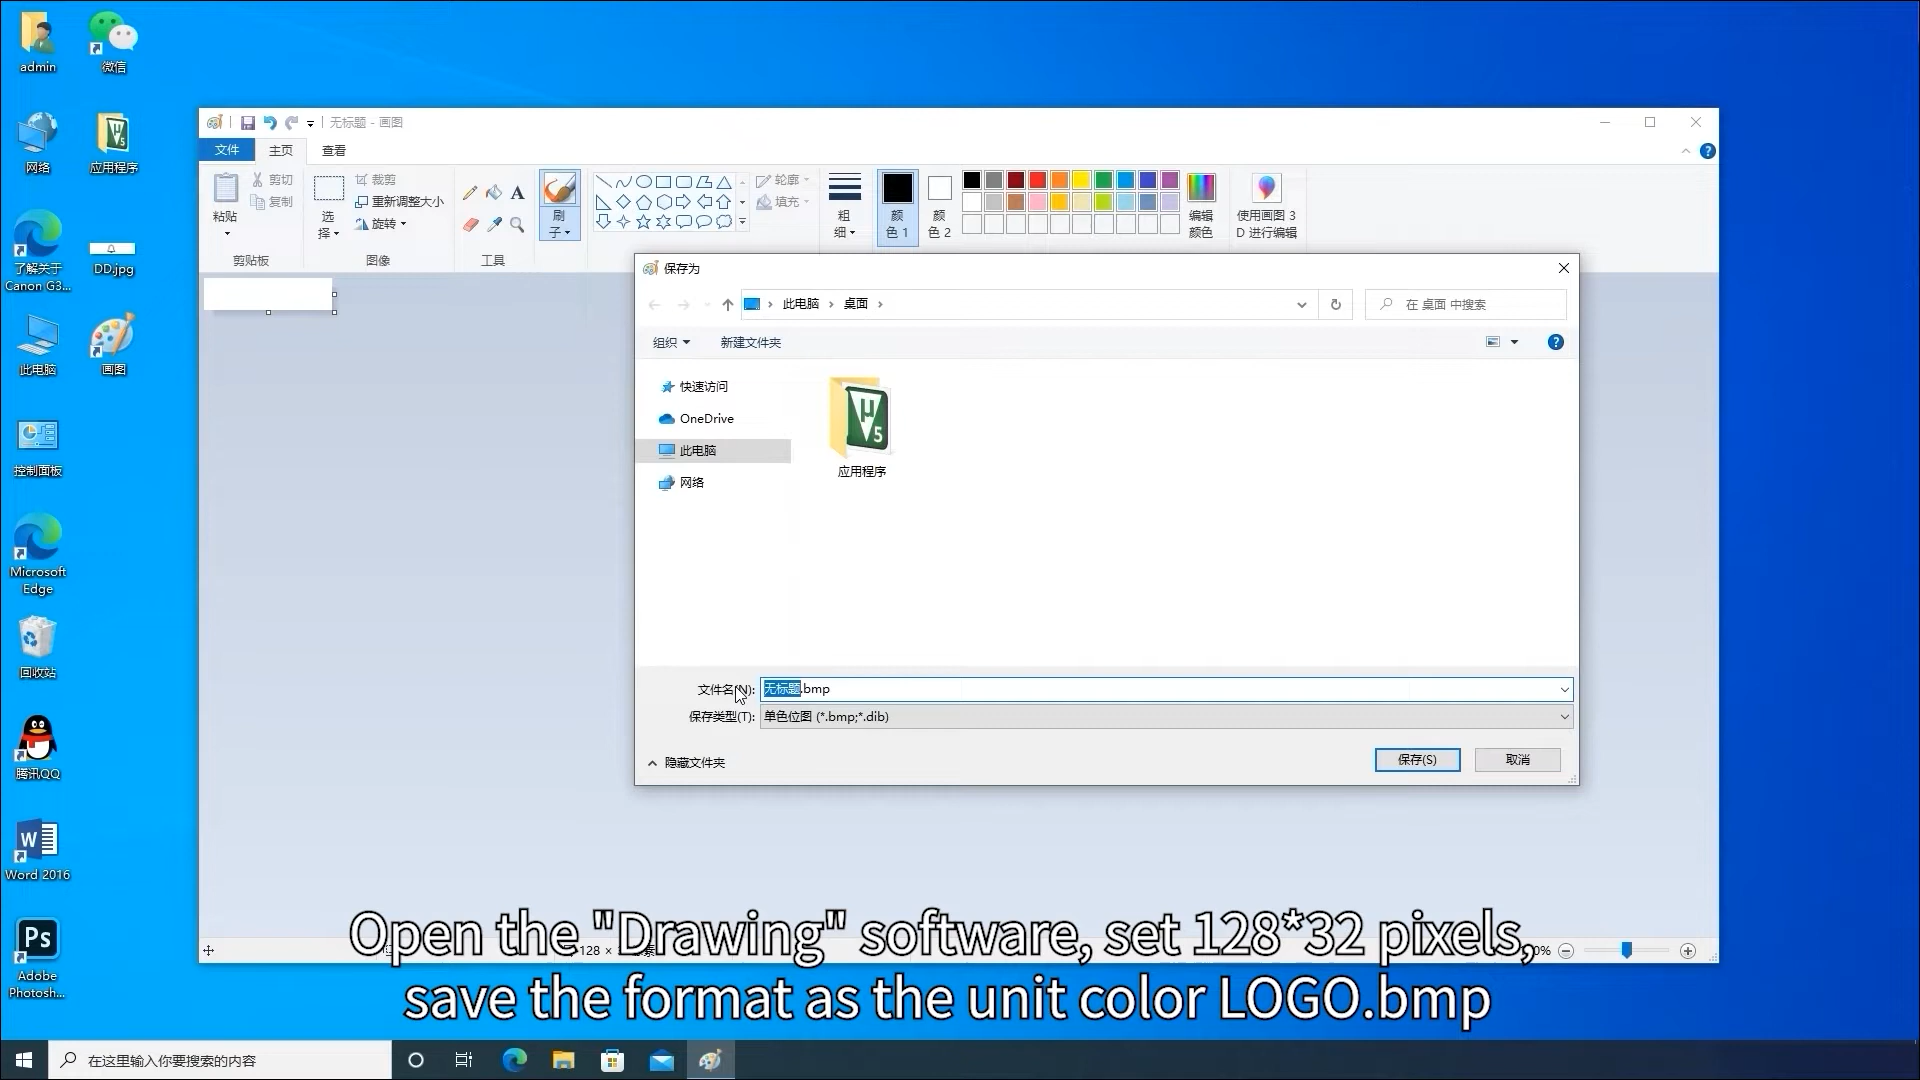 admin
微信
网络
应用程序
了解关于
Canon G3...
DD.jpg
此电脑
画图
控制面板
Microsoft
Edge
回收站
腾讯QQ
W
Word 2016
Ps
Adobe
Photosh...
无标题 - 画图
文件
主页
查看
粘贴
剪切
复制
剪贴板
选
择
裁剪
重新调整大小
旋转
图像
A
工具
刷
子
轮廓
填充
粗
细
颜
色 1
颜
色 2
编辑
颜色
使用画图 3
D 进行编辑
保存为
此电脑
桌面
在 桌面 中搜索
组织
新建文件夹
快速访问
OneDrive
此电脑
网络
μ
5
应用程序
文件名(N):
无标题.bmp
保存类型(T):
单色位图 (*.bmp;*.dib)
隐藏文件夹
保存(S)
取消
128 ×
Open the "Drawing" software, set 128*32 pixels,
save the format as the unit color LOGO.bmp
在这里输入你要搜索的内容